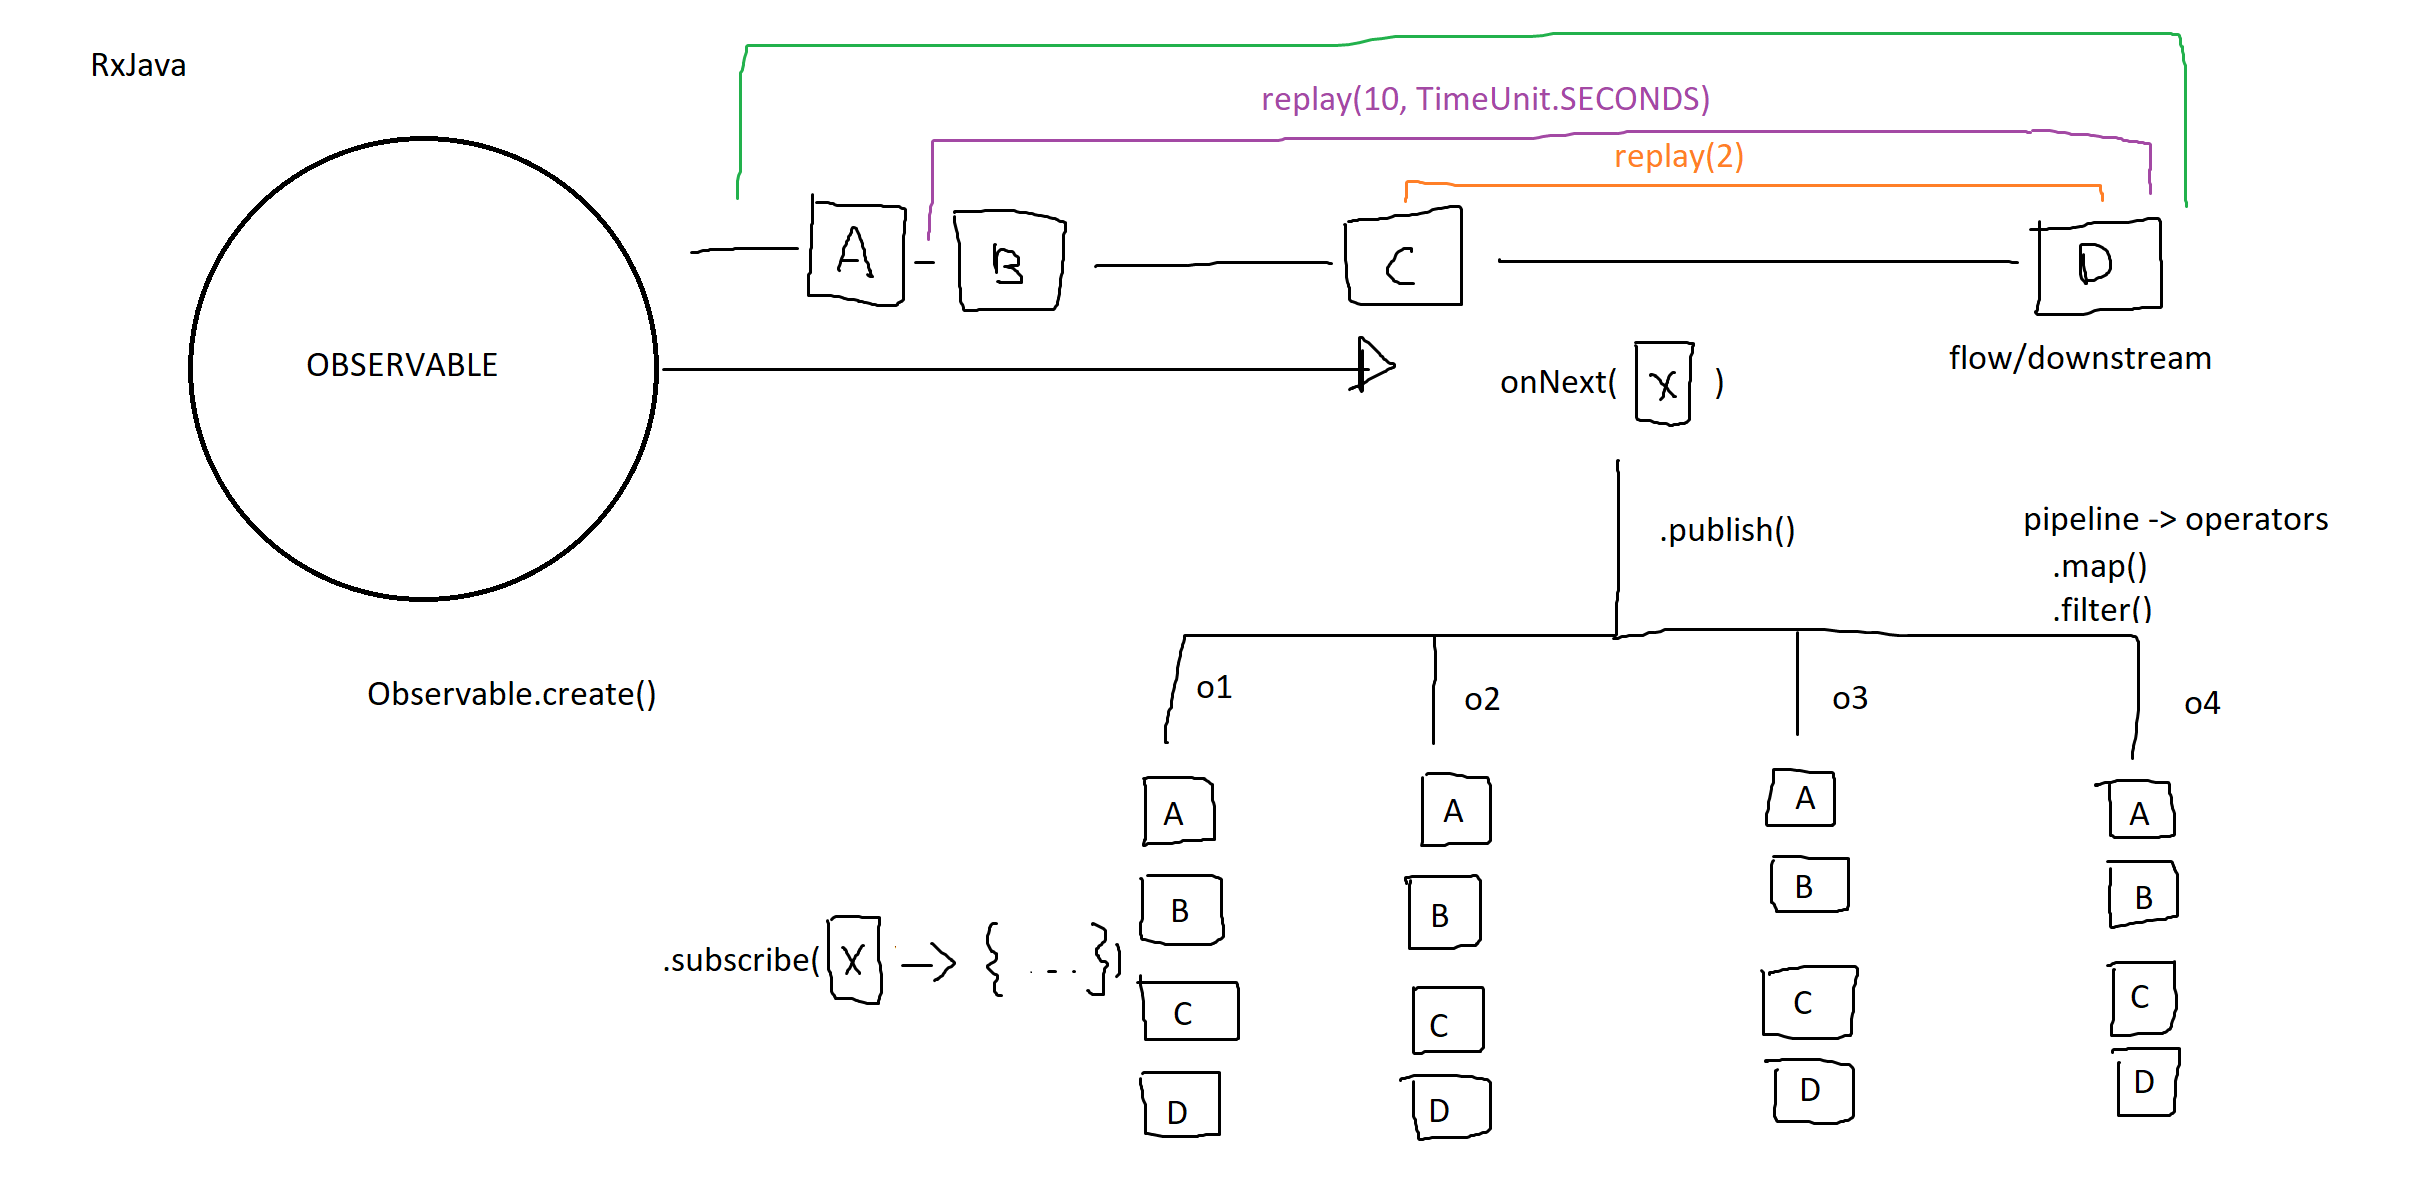 RxJava
replay(10, TimeUnit.SECONDS)
replay(2)
A
B
C
D
OBSERVABLE
onNext( X )
flow/downstream
.publish()
pipeline -> operators
.map()
.filter()
Observable.create()
o1
o2
o3
o4
A
A
A
A
B
B
B
B
.subscribe( X -> { ... })
C
C
C
C
D
D
D
D